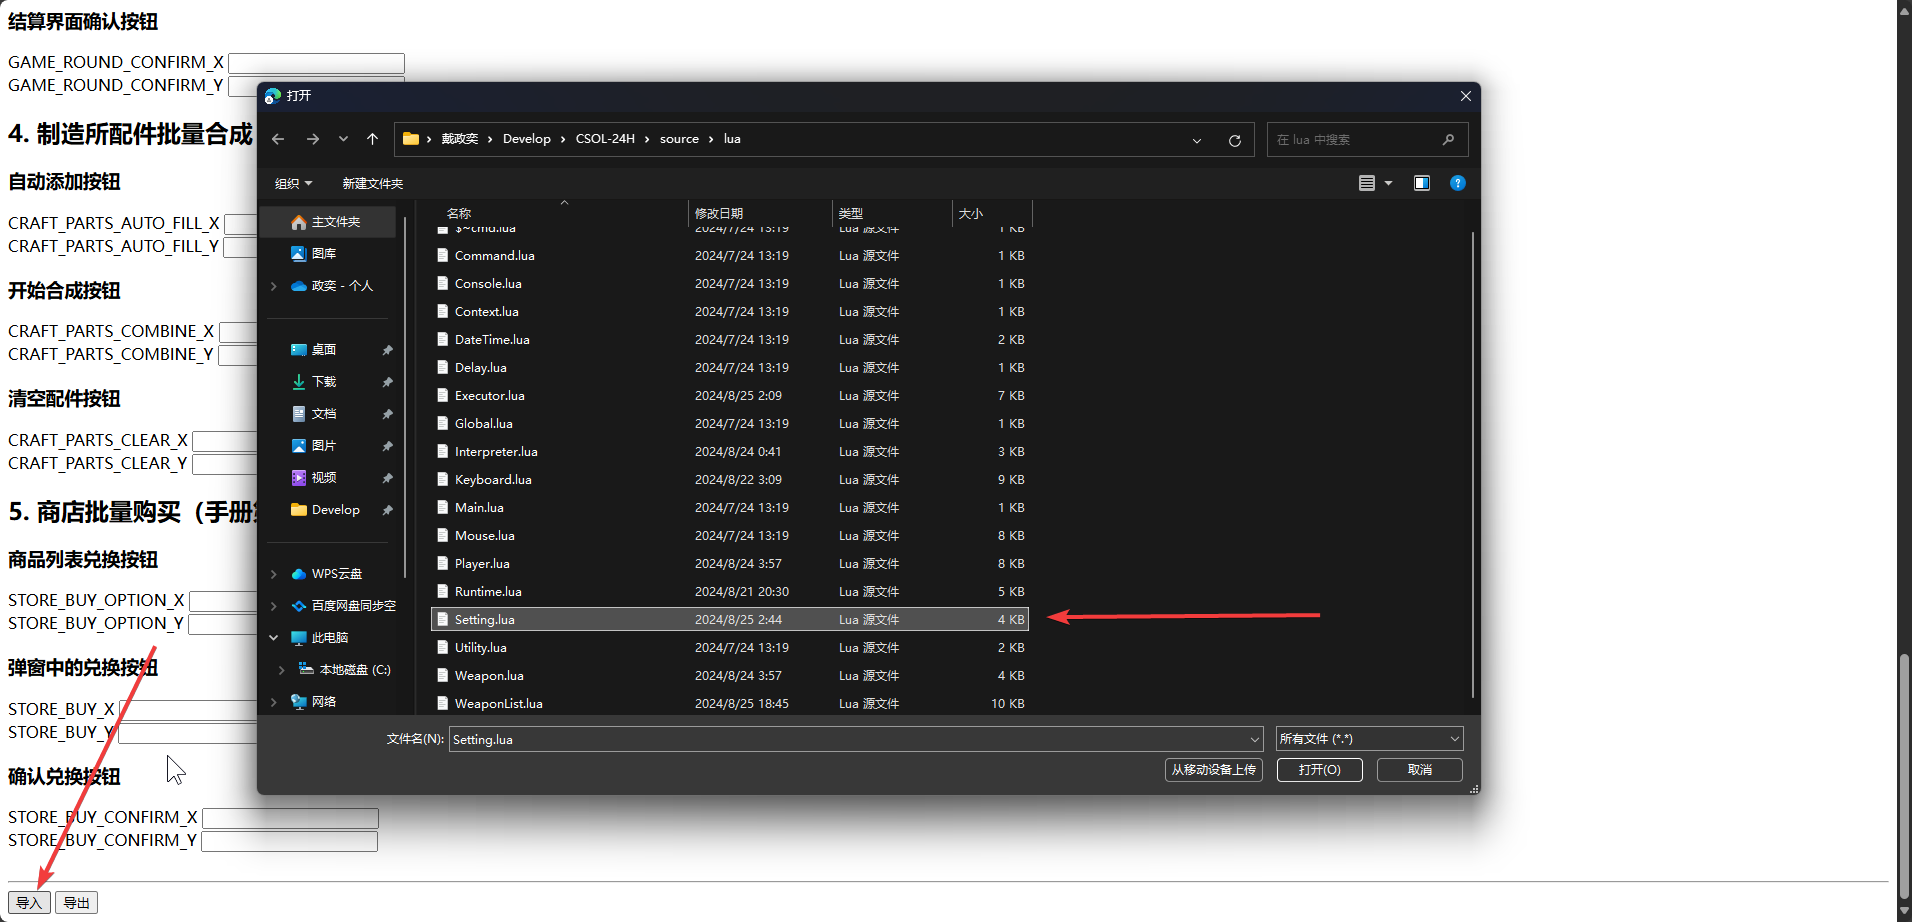 结算界面确认按钮
GAME_ROUND_CONFIRM_X
GAME_ROUND_CONFIRM_Y
4. 制造所配件批量合成
自动添加按钮
CRAFT_PARTS_AUTO_FILL_X
CRAFT_PARTS_AUTO_FILL_Y
开始合成按钮
CRAFT_PARTS_COMBINE_X
CRAFT_PARTS_COMBINE_Y
清空配件按钮
CRAFT_PARTS_CLEAR_X
CRAFT_PARTS_CLEAR_Y
5. 商店批量购买（手册
商品列表兑换按钮
STORE_BUY_OPTION_X
STORE_BUY_OPTION_Y
弹窗中的兑换按钮
STORE_BUY_X
STORE_BUY_Y
确认兑换按钮
STORE_BUY_CONFIRM_X
STORE_BUY_CONFIRM_Y
导入 导出
打开
戴政奕 › Develop › CSOL-24H › source › lua
在 lua 中搜索
组织 新建文件夹
主文件夹
图库
政奕 - 个人
桌面
下载
文档
图片
视频
Develop
WPS云盘
百度网盘同步空
此电脑
本地磁盘 (C:)
网络
名称 修改日期 类型 大小
$~cmd.lua 2024/7/24 13:19 Lua 源文件 1 KB
Command.lua 2024/7/24 13:19 Lua 源文件 1 KB
Console.lua 2024/7/24 13:19 Lua 源文件 1 KB
Context.lua 2024/7/24 13:19 Lua 源文件 1 KB
DateTime.lua 2024/7/24 13:19 Lua 源文件 2 KB
Delay.lua 2024/7/24 13:19 Lua 源文件 1 KB
Executor.lua 2024/8/25 2:09 Lua 源文件 7 KB
Global.lua 2024/7/24 13:19 Lua 源文件 1 KB
Interpreter.lua 2024/8/24 0:41 Lua 源文件 3 KB
Keyboard.lua 2024/8/22 3:09 Lua 源文件 9 KB
Main.lua 2024/7/24 13:19 Lua 源文件 1 KB
Mouse.lua 2024/7/24 13:19 Lua 源文件 8 KB
Player.lua 2024/8/24 3:57 Lua 源文件 8 KB
Runtime.lua 2024/8/21 20:30 Lua 源文件 5 KB
Setting.lua 2024/8/25 2:44 Lua 源文件 4 KB
Utility.lua 2024/7/24 13:19 Lua 源文件 2 KB
Weapon.lua 2024/8/24 3:57 Lua 源文件 4 KB
WeaponList.lua 2024/8/25 18:45 Lua 源文件 10 KB
文件名(N): Setting.lua 所有文件 (*.*)
从移动设备上传 打开(O) 取消